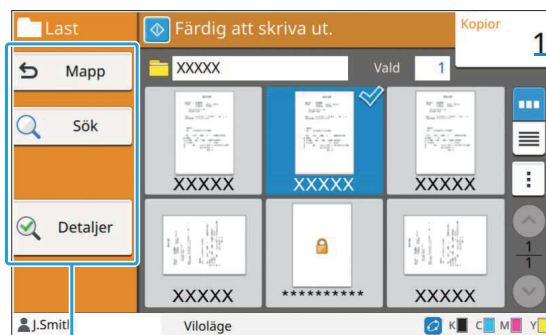 Last
Färdig att skriva ut.
Kopior
1
Mapp
XXXXX
Vald
1
Sök
Detaljer
XXXXX
XXXXX
XXXXX
XXXXX
**********
XXXXX
1
1
J.Smith
Viloläge
K
C
M
Y